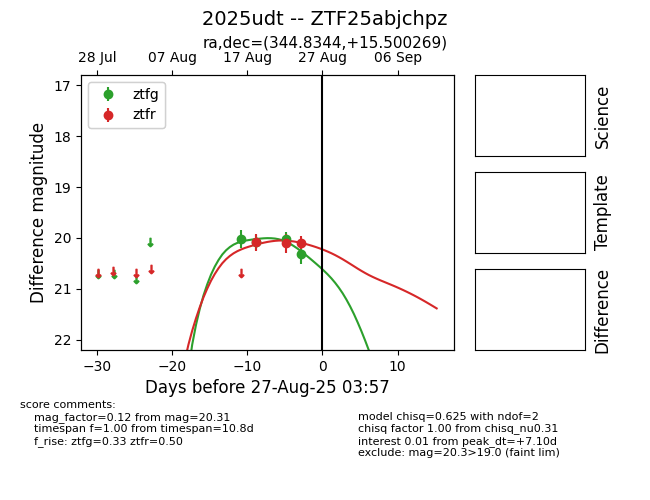 2025udt -- ZTF25abjchpz
ra,dec=(344.8344,+15.500269)
28 Jul 07 Aug 17 Aug 27 Aug 06 Sep
ztfg
ztfr
17
18
19
20
21
22
Difference magnitude
−30 −20 −10 0 10
Days before 27-Aug-25 03:57
Science
Template
Difference
score comments:
mag_factor=0.12 from mag=20.31
timespan f=1.00 from timespan=10.8d
f_rise: ztfg=0.33 ztfr=0.50
model chisq=0.625 with ndof=2
chisq factor 1.00 from chisq_nu0.31
interest 0.01 from peak_dt=+7.10d
exclude: mag=20.3>19.0 (faint lim)